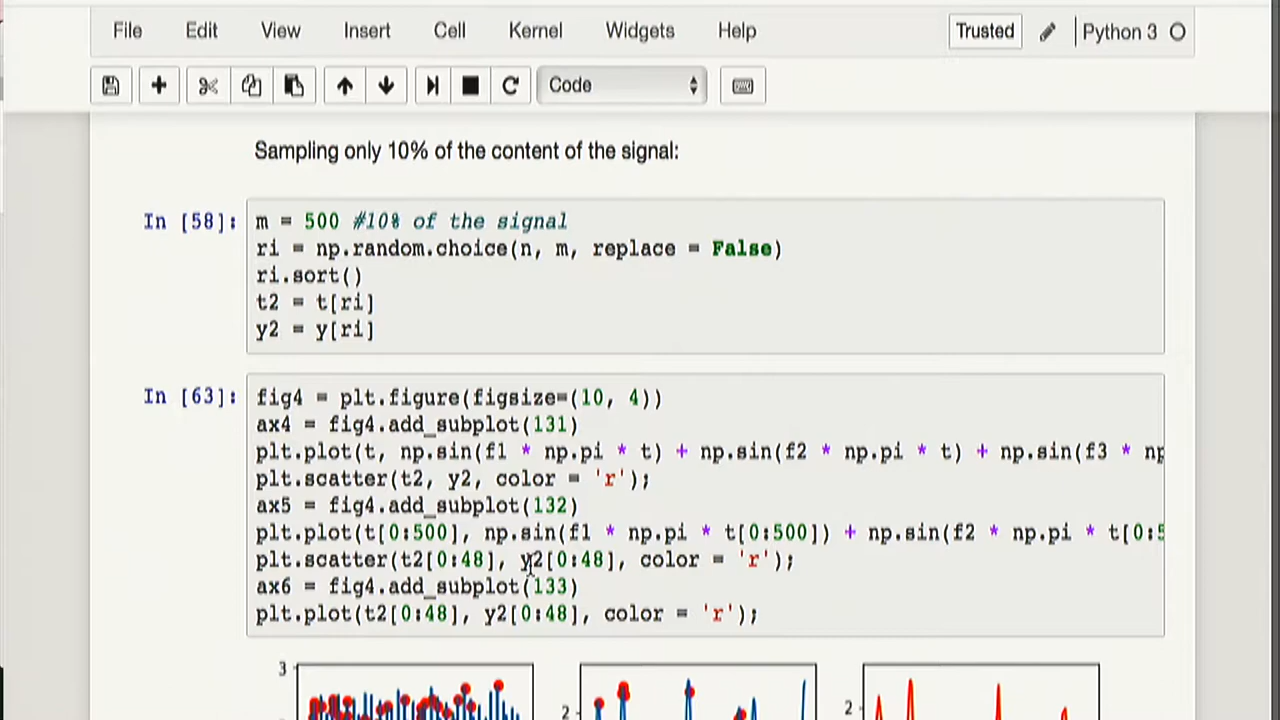 File Edit View Insert Cell Kernel Widgets Help Trusted Python 3
Code
Sampling only 10% of the content of the signal:
In [58]: m = 500 #10% of the signal
ri = np.random.choice(n, m, replace = False)
ri.sort()
t2 = t[ri]
y2 = y[ri]
In [63]: fig4 = plt.figure(figsize=(10, 4))
ax4 = fig4.add_subplot(131)
plt.plot(t, np.sin(f1 * np.pi * t) + np.sin(f2 * np.pi * t) + np.sin(f3 * np
plt.scatter(t2, y2, color = 'r');
ax5 = fig4.add_subplot(132)
plt.plot(t[0:500], np.sin(f1 * np.pi * t[0:500]) + np.sin(f2 * np.pi * t[0:5
plt.scatter(t2[0:48], y2[0:48], color = 'r');
ax6 = fig4.add_subplot(133)
plt.plot(t2[0:48], y2[0:48], color = 'r');
3
2 2